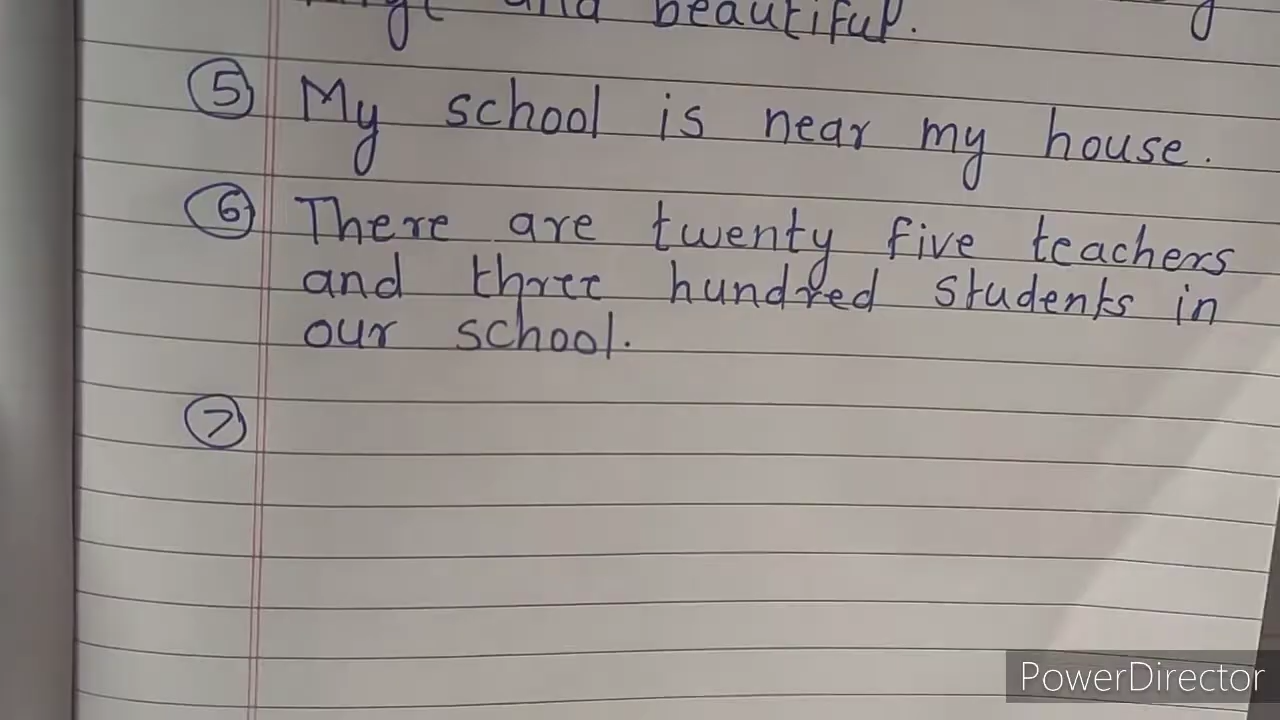 and beautiful.
5 My school is near my house.
6 There are twenty five teachers
and three hundred students in
our school.
7
PowerDirector